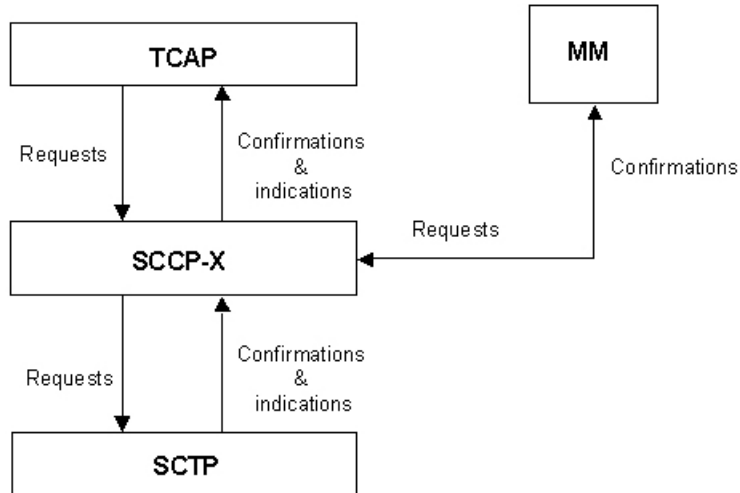 TCAP
MM
Requests
Confirmations
&
indications
Confirmations
Requests
SCCP-X
Requests
Confirmations
&
indications
SCTP